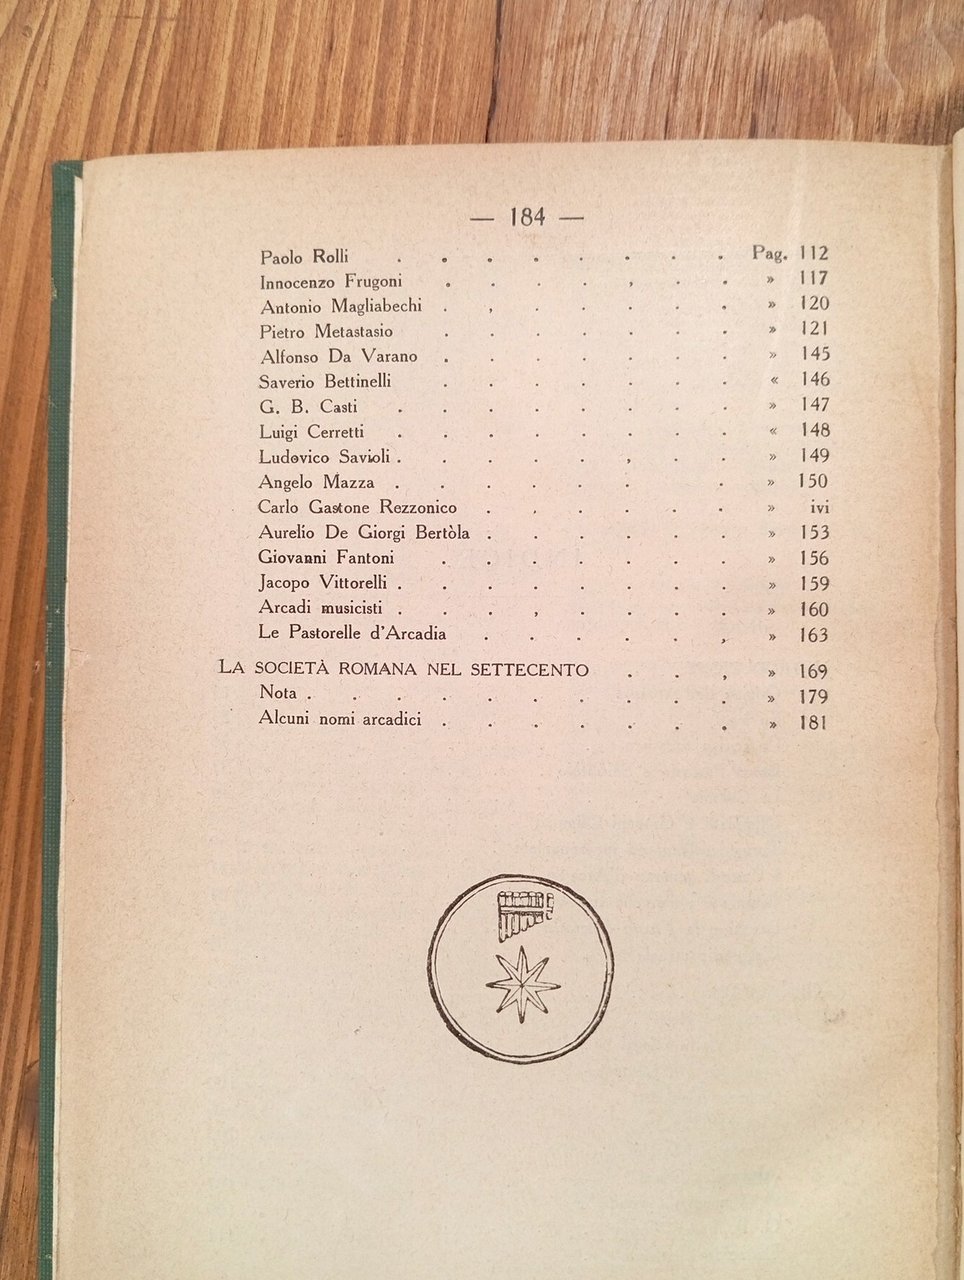 — 184 —
Paolo Rolli . . . . . . . . Pag. 112
Innocenzo Frugoni . . . . , . . » 117
Antonio Magliabechi . , . . . . . » 120
Pietro Metastasio . . . . . . . » 121
Alfonso Da Varano . . . . . . . » 145
Saverio Bettinelli . . . . . . . « 146
G. B. Casti . . . . . . . . » 147
Luigi Cerretti . . . . . . . . « 148
Ludovico Savioli . . . . . , . . » 149
Angelo Mazza . . . . . . . » 150
Carlo Gastone Rezzonico . . . . . . » ivi
Aurelio De Giorgi Bertòla . . . . . . » 153
Giovanni Fantoni . . . . . . . » 156
Jacopo Vittorelli . . . . . . . . » 159
Arcadi musicisti . . . , . . . . » 160
Le Pastorelle d'Arcadia . . . . . , » 163
LA SOCIETÀ ROMANA NEL SETTECENTO . . , » 169
Nota . . . . . . . . . . » 179
Alcuni nomi arcadici . . . . . . . » 181